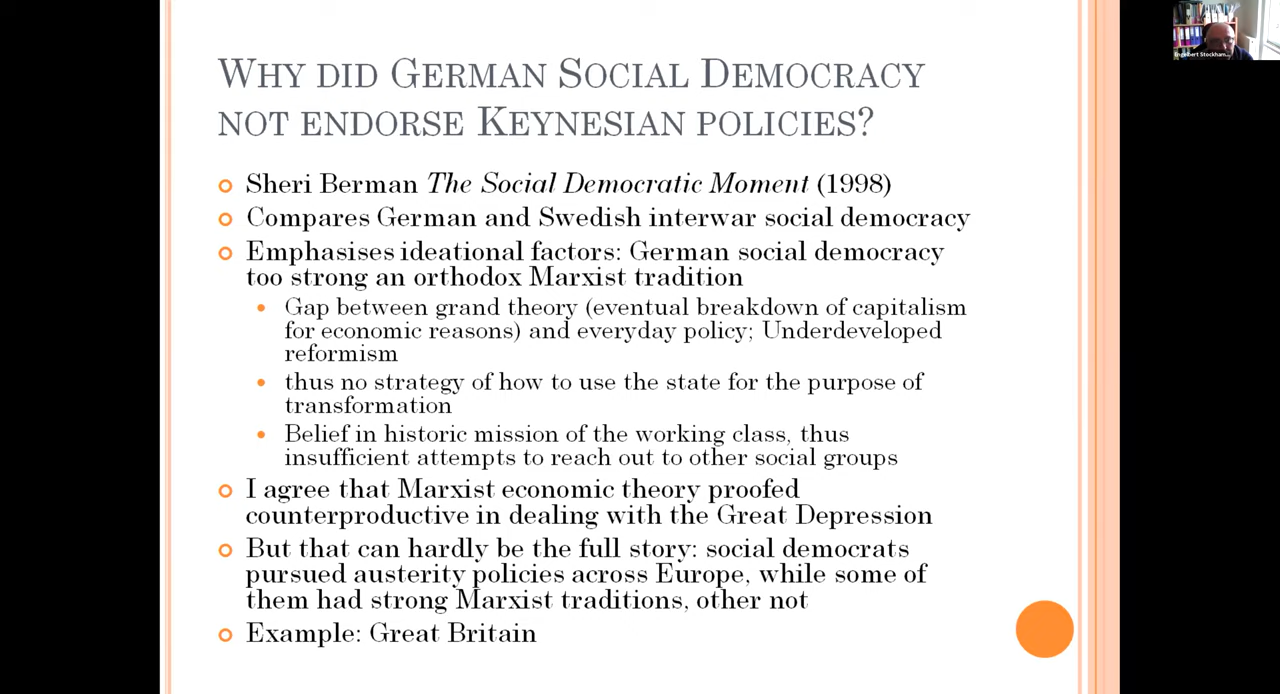 Engelbert Stockham...
WHY DID GERMAN SOCIAL DEMOCRACY
NOT ENDORSE KEYNESIAN POLICIES?
Sheri Berman The Social Democratic Moment (1998)
Compares German and Swedish interwar social democracy
Emphasises ideational factors: German social democracy
too strong an orthodox Marxist tradition
Gap between grand theory (eventual breakdown of capitalism
for economic reasons) and everyday policy; Underdeveloped
reformism
thus no strategy of how to use the state for the purpose of
transformation
Belief in historic mission of the working class, thus
insufficient attempts to reach out to other social groups
I agree that Marxist economic theory proofed
counterproductive in dealing with the Great Depression
But that can hardly be the full story: social democrats
pursued austerity policies across Europe, while some of
them had strong Marxist traditions, other not
Example: Great Britain